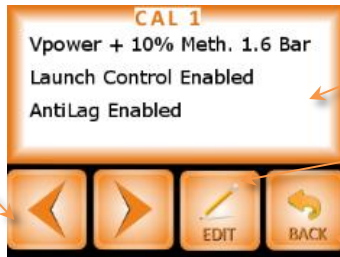 CAL 1
Vpower + 10% Meth. 1.6 Bar
Launch Control Enabled
AntiLag Enabled
EDIT
BACK